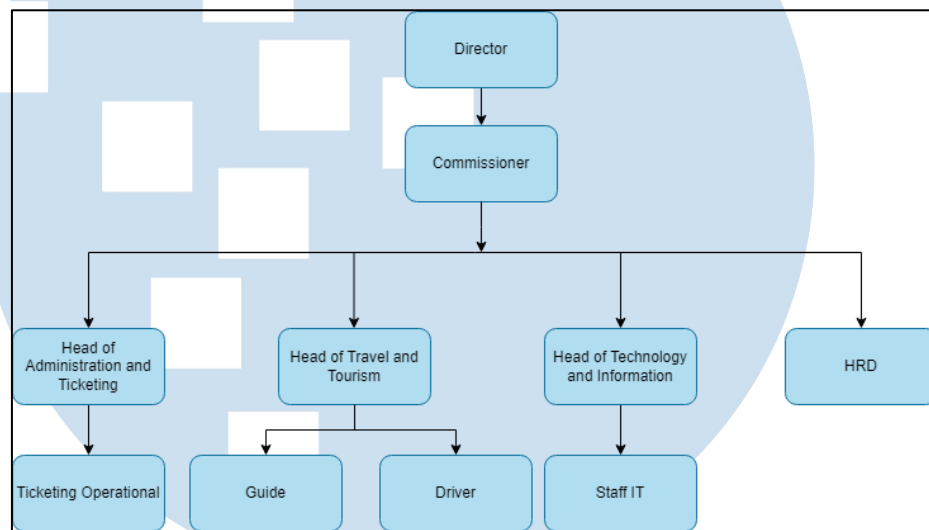 Director
Commissioner
Head of
Administration and
Ticketing
Head of Travel and
Tourism
Head of Technology
and Information
HRD
Ticketing Operational
Guide
Driver
Staff IT